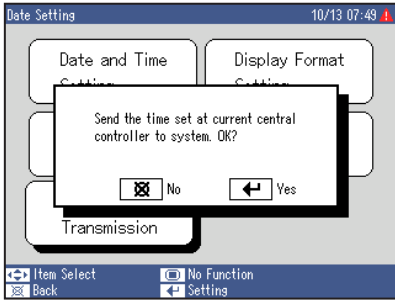 Date Setting
10/13 07:49
Date and Time
Display Format
Send the time set at current central
controller to system. OK?
No
Yes
Transmission
Item Select
No Function
Back
Setting